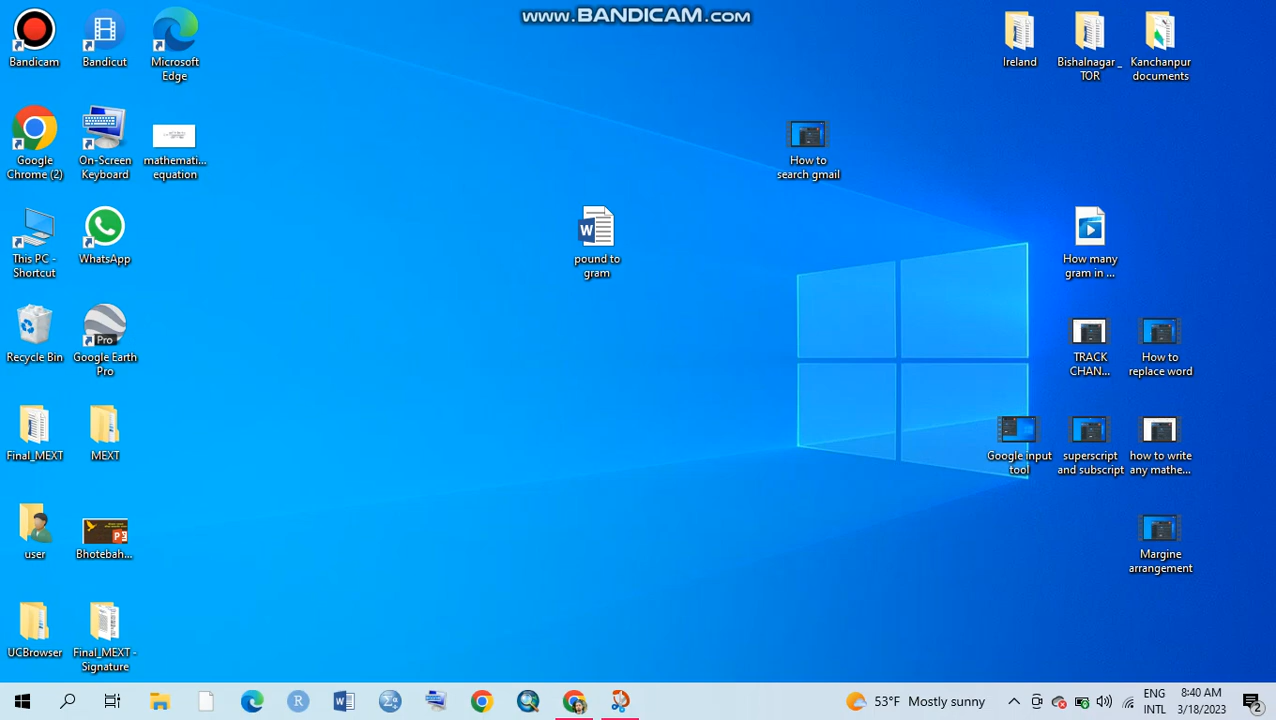 www.BANDICAM.com
Bandicam
Bandicut
Microsoft
Edge
Ireland
Bishalnagar_
TOR
Kanchanpur
documents
Google
Chrome (2)
On-Screen
Keyboard
mathemati...
equation
How to
search gmail
This PC -
Shortcut
WhatsApp
W
pound to
gram
How many
gram in ...
Recycle Bin
Pro
Google Earth
Pro
TRACK
CHAN...
How to
replace word
Final_MEXT
MEXT
Google input
tool
superscript
and subscript
how to write
any mathe...
user
P
Bhotebah...
Margine
arrangement
UCBrowser
Final_MEXT -
Signature
R
W
53°F Mostly sunny
ENG
INTL
8:40 AM
3/18/2023
2